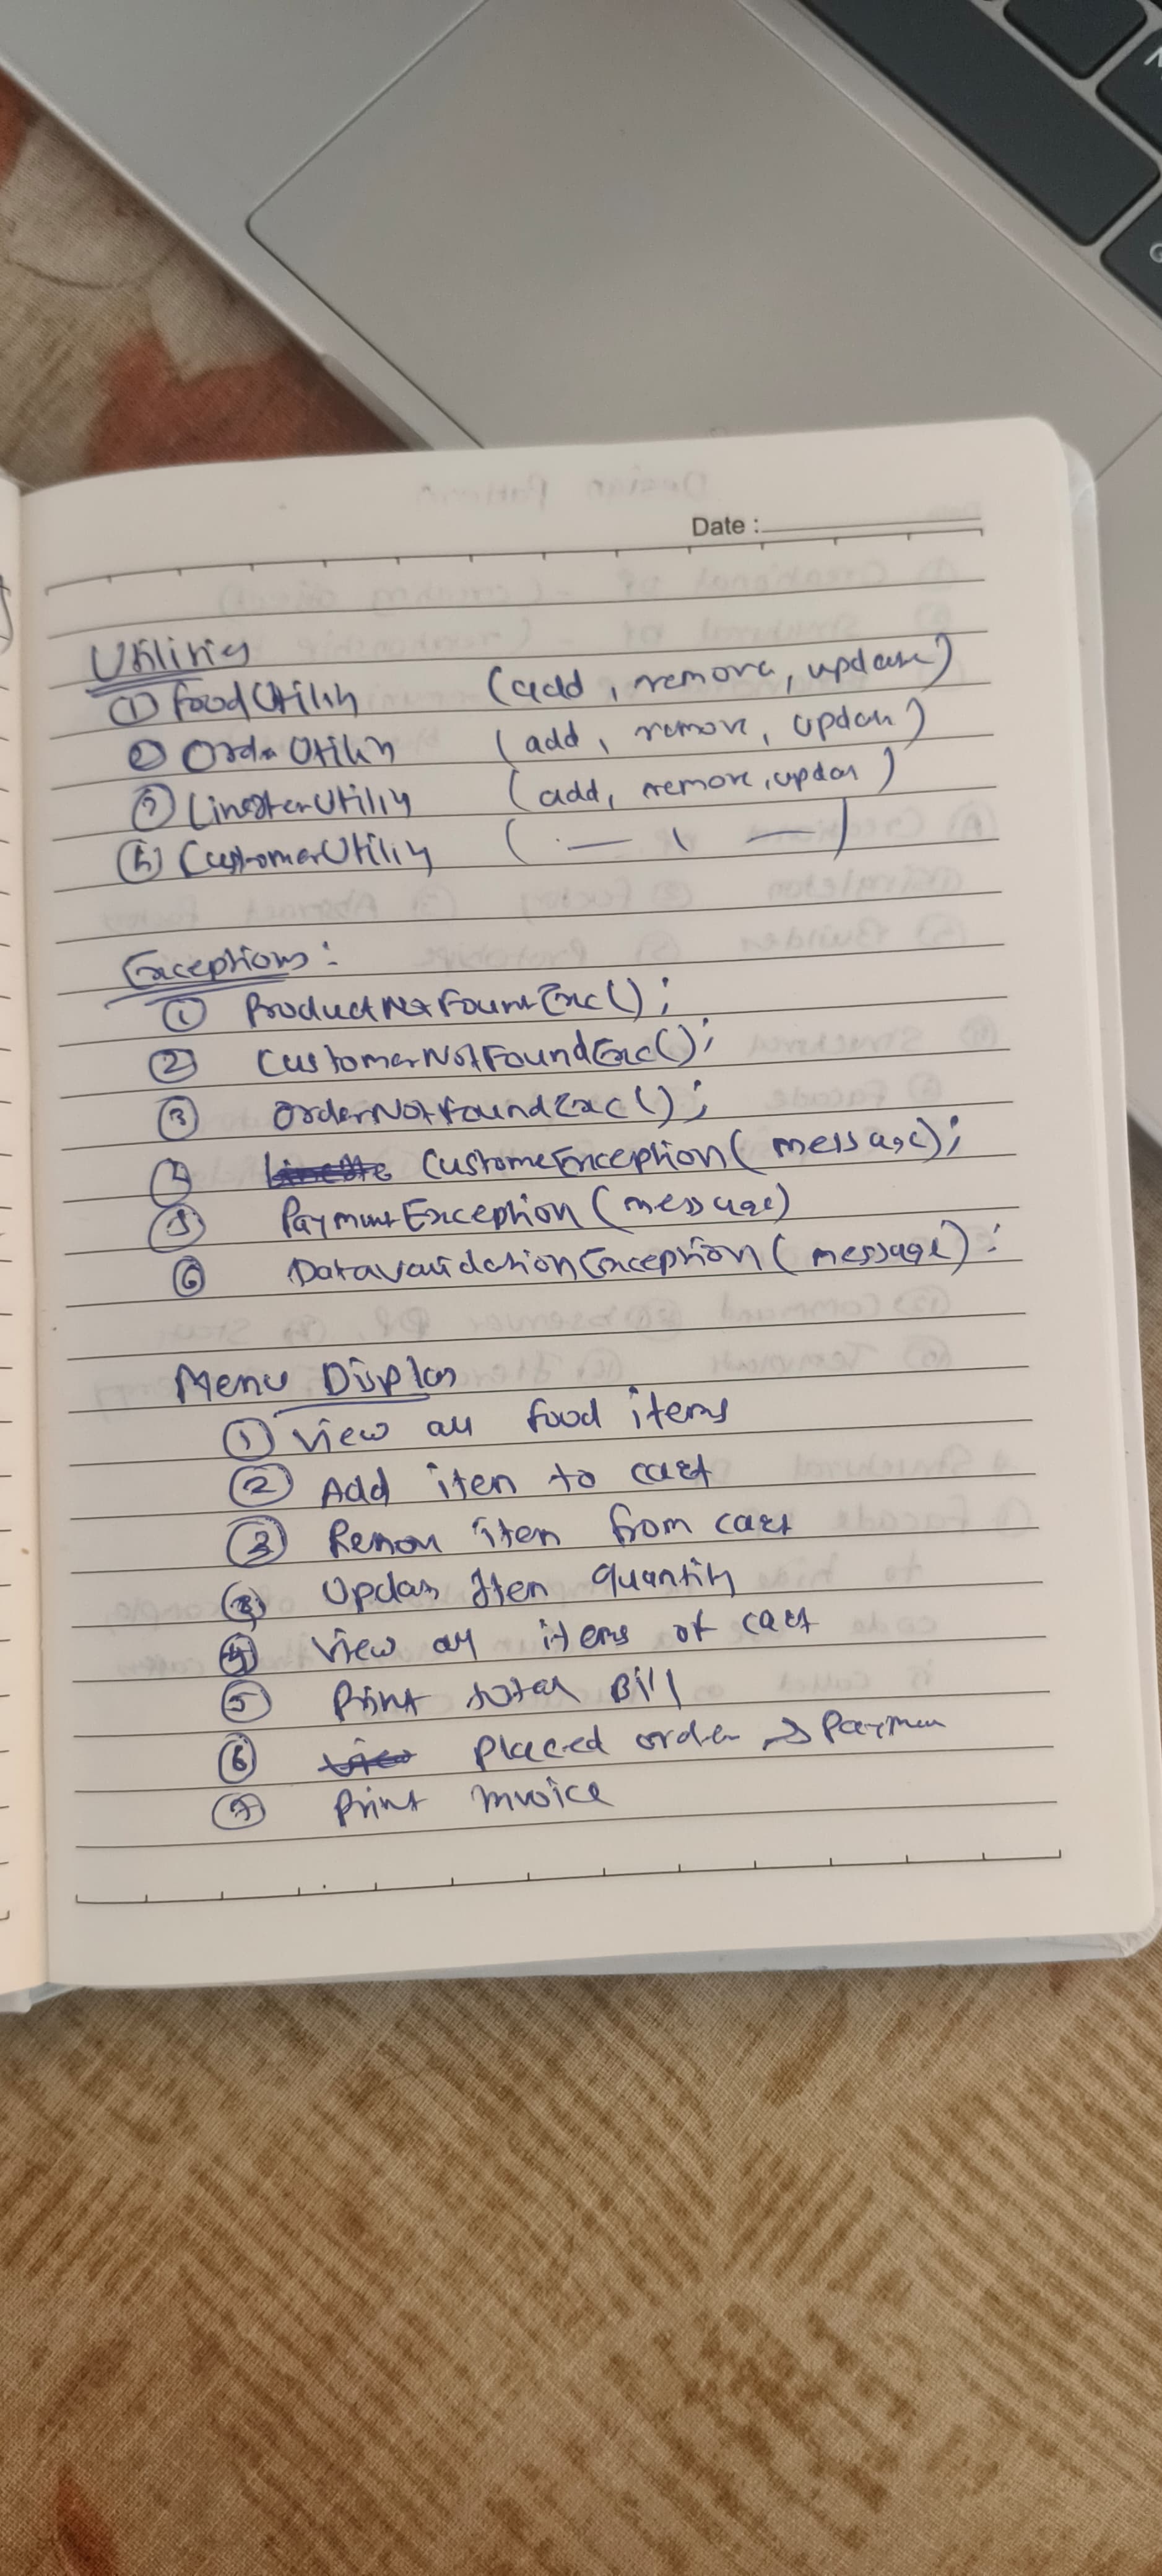 Date :
Utilities
① FoodUtility (add, remove, update)
② OrderUtility (add, remove, update)
③ LineItemUtility (add, remove, update)
④ CustomerUtility ( — , — )
Exceptions :
① ProductNotFoundExc();
② CustomerNotFoundExc();
③ OrderNotFoundExc();
④ CustomeException(message);
⑤ PaymentException(message)
⑥ DatavalidationException(message):
Menu Display
① View all food items
② Add item to cart
③ Remove item from cart
③ Update Item quantity
④ View all items of cart
⑤ Print total Bill
⑥ Placed order → Payment
⑦ Print Invoice